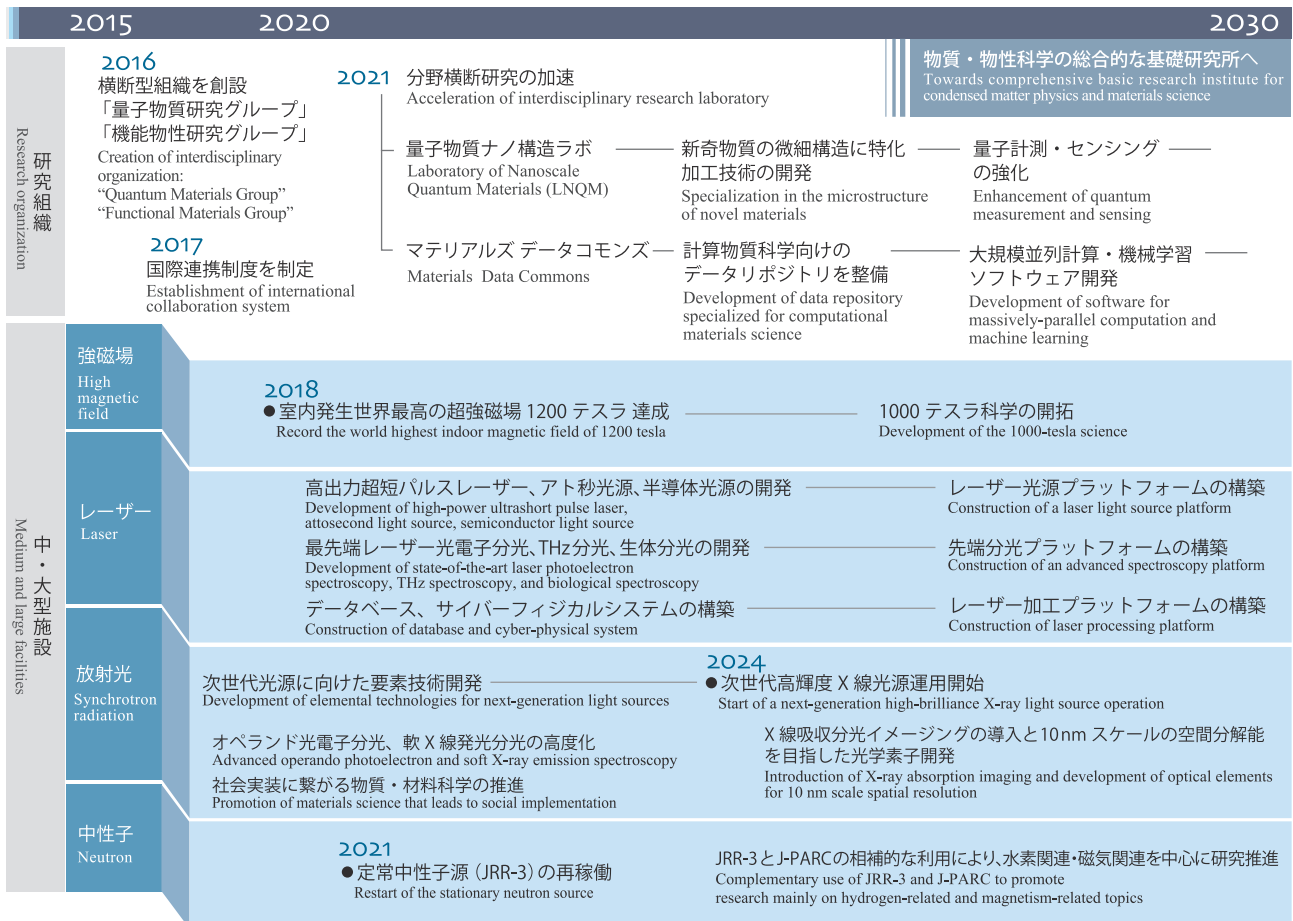 2015
2020
2030
研究組織
Research organization
2016
横断型組織を創設
「量子物質研究グループ」
「機能物性研究グループ」
Creation of interdisciplinary
organization:
“Quantum Materials Group”
“Functional Materials Group”
2017
国際連携制度を制定
Establishment of international
collaboration system
2021 分野横断研究の加速
Acceleration of interdisciplinary research laboratory
物質・物性科学の総合的な基礎研究所へ
Towards comprehensive basic research institute for
condensed matter physics and materials science
量子物質ナノ構造ラボ
Laboratory of Nanoscale
Quantum Materials (LNQM)
新奇物質の微細構造に特化
加工技術の開発
Specialization in the microstructure
of novel materials
量子計測・センシング
の強化
Enhancement of quantum
measurement and sensing
マテリアルズ データコモンズ
Materials Data Commons
計算物質科学向けの
データリポジトリを整備
Development of data repository
specialized for computational
materials science
大規模並列計算・機械学習
ソフトウェア開発
Development of software for
massively-parallel computation and
machine learning
中・大型施設
Medium and large facilities
強磁場
High
magnetic
field
2018
●室内発生世界最高の超強磁場 1200 テスラ 達成
Record the world highest indoor magnetic field of 1200 tesla
1000 テスラ科学の開拓
Development of the 1000-tesla science
レーザー
Laser
高出力超短パルスレーザー、アト秒光源、半導体光源の開発
Development of high-power ultrashort pulse laser,
attosecond light source, semiconductor light source
レーザー光源プラットフォームの構築
Construction of a laser light source platform
最先端レーザー光電子分光、THz分光、生体分光の開発
Development of state-of-the-art laser photoelectron
spectroscopy, THz spectroscopy, and biological spectroscopy
先端分光プラットフォームの構築
Construction of an advanced spectroscopy platform
データベース、サイバーフィジカルシステムの構築
Construction of database and cyber-physical system
レーザー加工プラットフォームの構築
Construction of laser processing platform
放射光
Synchrotron
radiation
次世代光源に向けた要素技術開発
Development of elemental technologies for next-generation light sources
2024
●次世代高輝度 X 線光源運用開始
Start of a next-generation high-brilliance X-ray light source operation
オペランド光電子分光、軟 X 線発光分光の高度化
Advanced operando photoelectron and soft X-ray emission spectroscopy
社会実装に繋がる物質・材料科学の推進
Promotion of materials science that leads to social implementation
X 線吸収分光イメージングの導入と10 nm スケールの空間分解能
を目指した光学素子開発
Introduction of X-ray absorption imaging and development of optical elements
for 10 nm scale spatial resolution
中性子
Neutron
2021
●定常中性子源（JRR-3）の再稼働
Restart of the stationary neutron source
JRR-3とJ-PARCの相補的な利用により、水素関連・磁気関連を中心に研究推進
Complementary use of JRR-3 and J-PARC to promote
research mainly on hydrogen-related and magnetism-related topics